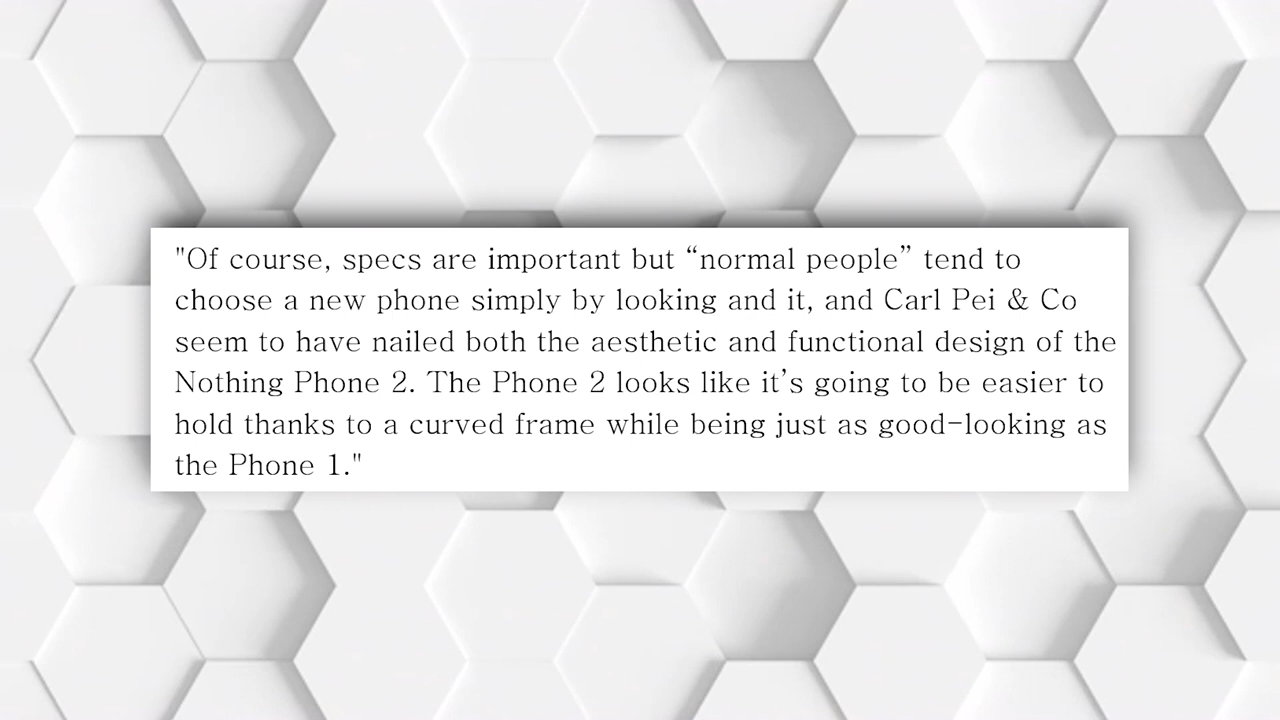 "Of course, specs are important but “normal people” tend to
choose a new phone simply by looking and it, and Carl Pei & Co
seem to have nailed both the aesthetic and functional design of the
Nothing Phone 2. The Phone 2 looks like it’s going to be easier to
hold thanks to a curved frame while being just as good-looking as
the Phone 1."